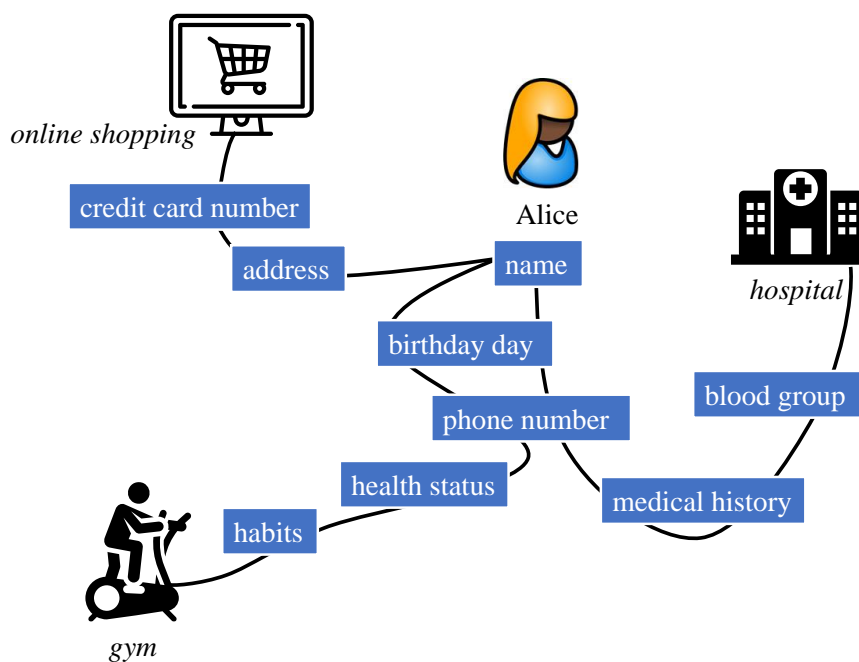 online shopping
credit card number
Alice
address
name
hospital
birthday day
blood group
phone number
health status
medical history
habits
gym